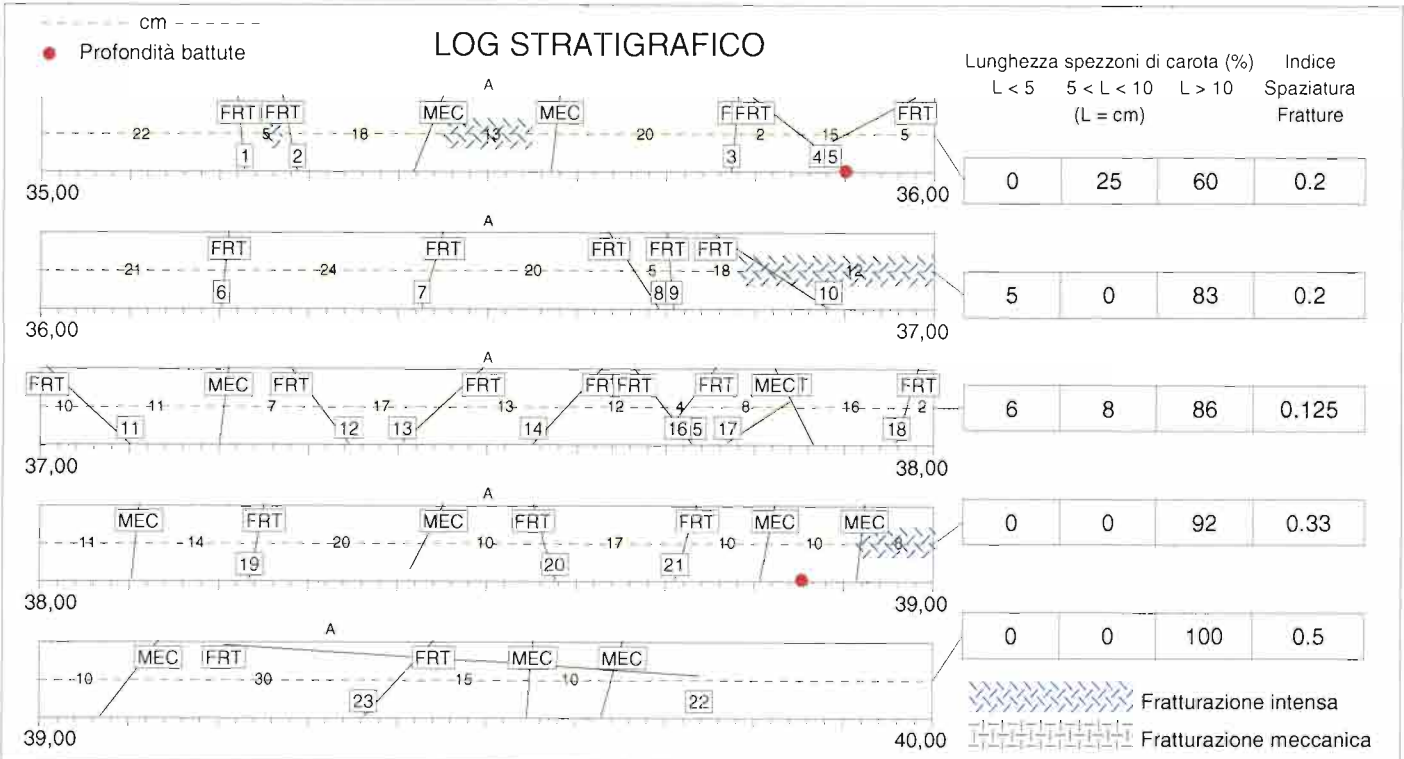 cm
Profondità battute
LOG STRATIGRAFICO
Lunghezza spezzoni di carota (%)
Indice
L < 5
5 < L < 10
L > 10
Spaziatura
(L = cm)
Fratture
A
FRT FRT MEC MEC FRT FRT
22 5 18 13 20 2 15 5
1 2 3 4 5
35,00 36,00
0 25 60 0.2
A
FRT FRT FRT FRT FRT
21 24 20 5 18 12
6 7 8 9 10
36,00 37,00
5 0 83 0.2
A
FRT MEC FRT FRT FRT FRT MEC FRT
10 11 7 17 13 12 4 8 16 2
11 12 13 14 16 5 17 18
37,00 38,00
6 8 86 0.125
A
MEC FRT MEC FRT FRT MEC MEC
11 14 20 10 17 10 10 8
19 20 21
38,00 39,00
0 0 92 0.33
A
MEC FRT FRT MEC MEC
10 30 15 10
23 22
39,00 40,00
0 0 100 0.5
Fratturazione intensa
Fratturazione meccanica